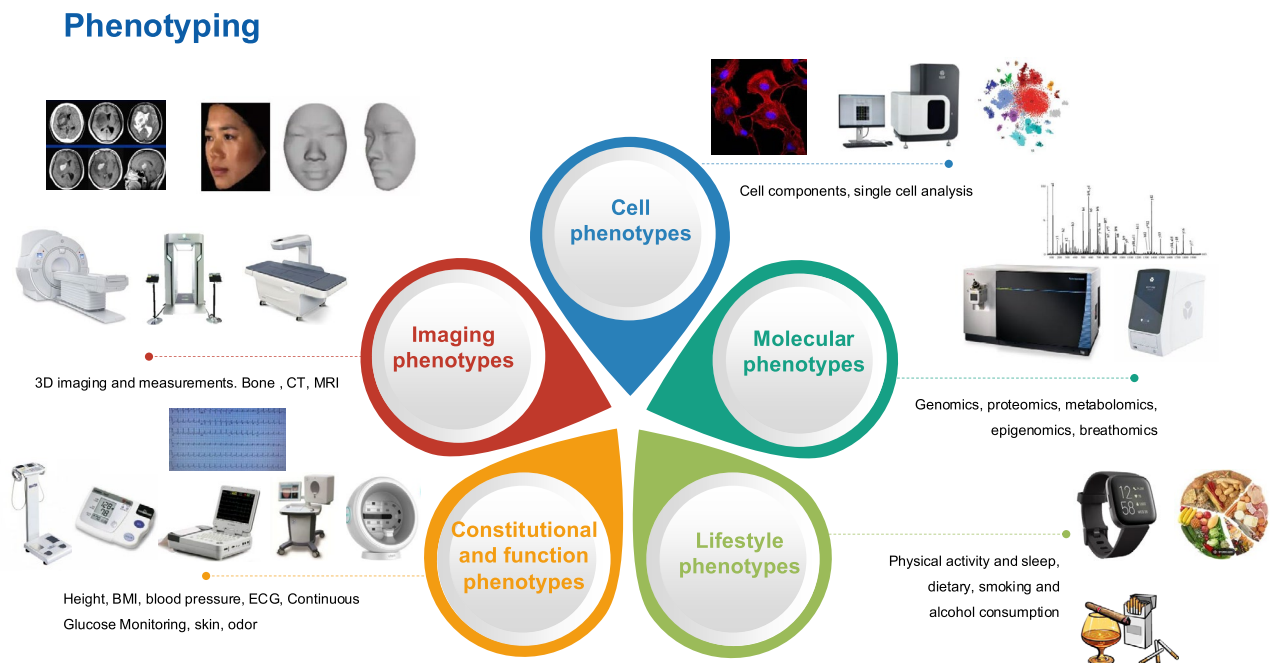 Phenotyping
Cell
phenotypes
Cell components, single cell analysis
Imaging
phenotypes
3D imaging and measurements. Bone , CT, MRI
Molecular
phenotypes
Genomics, proteomics, metabolomics,
epigenomics, breathomics
Constitutional
and function
phenotypes
Height, BMI, blood pressure, ECG, Continuous
Glucose Monitoring, skin, odor
Lifestyle
phenotypes
Physical activity and sleep,
dietary, smoking and
alcohol consumption
12
58